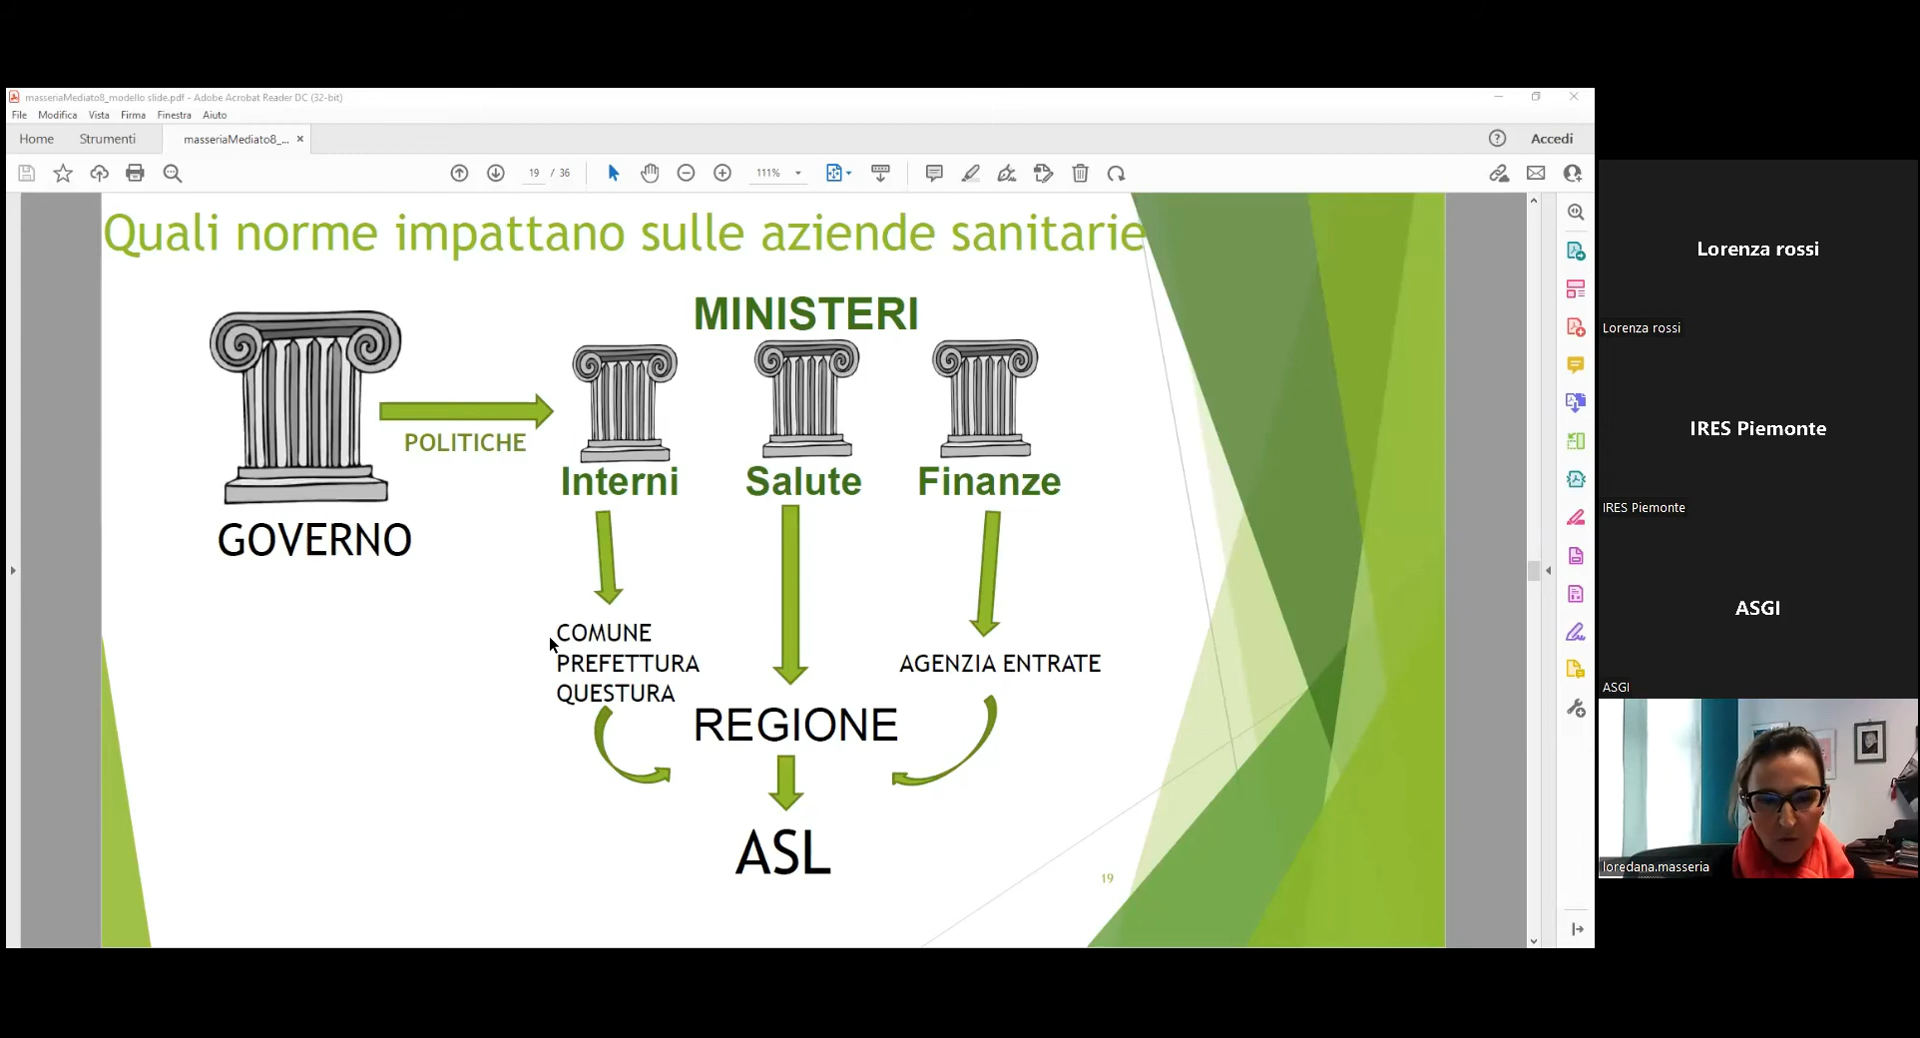 masseriaMediato8_modello slide.pdf - Adobe Acrobat Reader DC (32-bit)
File Modifica Vista Firma Finestra Aiuto
Home Strumenti masseriaMediato8_... × Accedi
19 / 36 111%
Quali norme impattano sulle aziende sanitarie
MINISTERI
POLITICHE
Interni Salute Finanze
GOVERNO
COMUNE
PREFETTURA
QUESTURA
AGENZIA ENTRATE
REGIONE
ASL
19
Lorenza rossi
Lorenza rossi
IRES Piemonte
IRES Piemonte
ASGI
ASGI
loredana.masseria